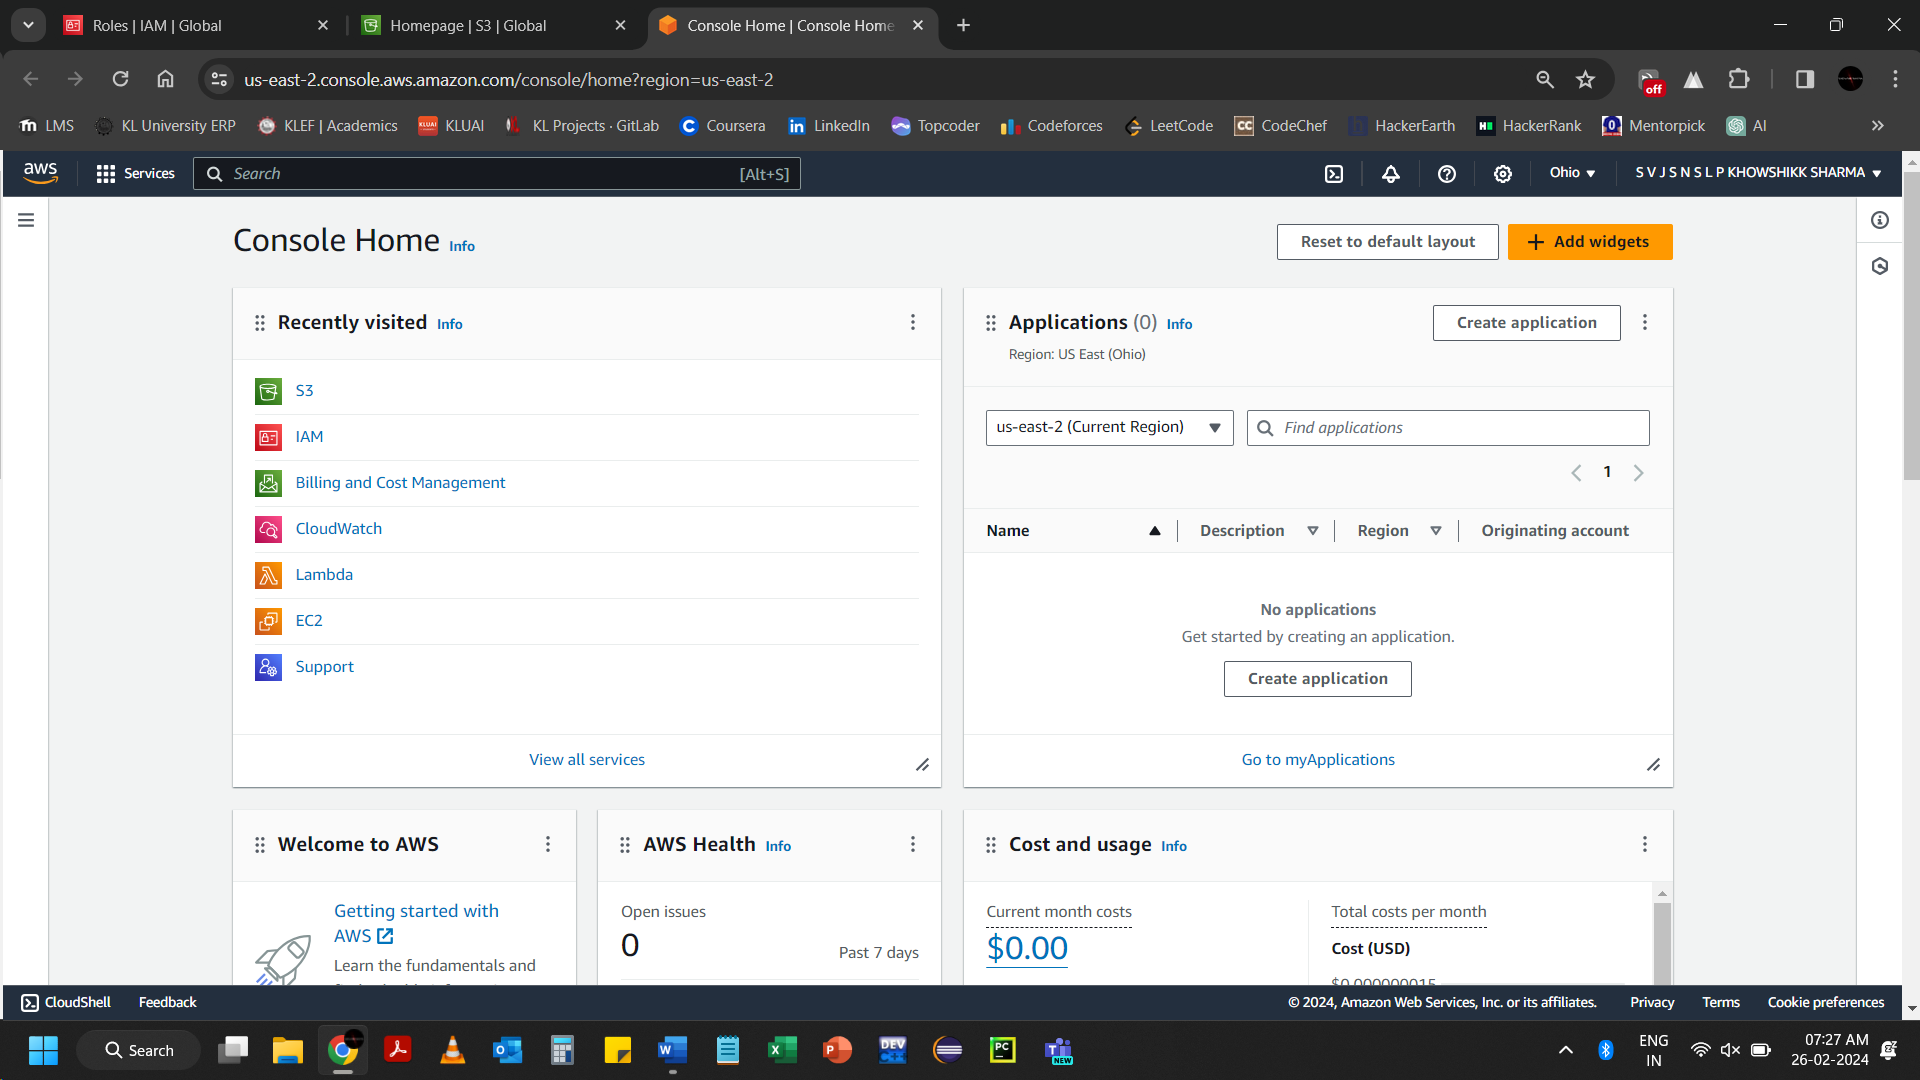 Roles | IAM | Global
Homepage | S3 | Global
Console Home | Console Home
us-east-2.console.aws.amazon.com/console/home?region=us-east-2
off
LMS
KL University ERP
KLEF | Academics
KLUAI
KLUAI
KL Projects · GitLab
Coursera
LinkedIn
Topcoder
Codeforces
LeetCode
CodeChef
HackerEarth
HackerRank
Mentorpick
AI
aws
Services
Search
[Alt+S]
Ohio
S V J S N S L P KHOWSHIKK SHARMA
Console Home Info
Reset to default layout
Add widgets
Recently visited Info
S3
IAM
Billing and Cost Management
CloudWatch
Lambda
EC2
Support
View all services
Applications (0) Info
Region: US East (Ohio)
Create application
us-east-2 (Current Region)
Find applications
1
Name
Description
Region
Originating account
No applications
Get started by creating an application.
Create application
Go to myApplications
Welcome to AWS
Getting started with
AWS
Learn the fundamentals and
AWS Health Info
Open issues
0
Past 7 days
Cost and usage Info
Current month costs
$0.00
Total costs per month
Cost (USD)
$0.000000015
CloudShell
Feedback
© 2024, Amazon Web Services, Inc. or its affiliates.
Privacy
Terms
Cookie preferences
Search
DEV
PC
NEW
ENG
IN
07:27 AM
26-02-2024